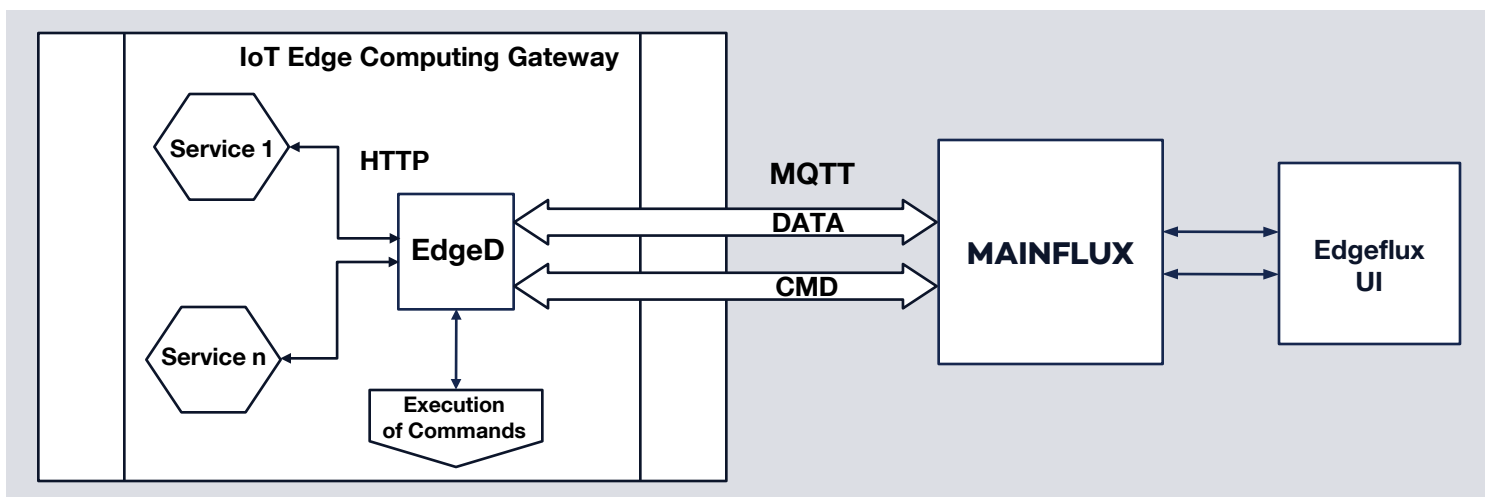 IoT Edge Computing Gateway
Service 1
HTTP
MQTT
DATA
EdgeD
MAINFLUX
Edgeflux
UI
CMD
Service n
Execution
of Commands